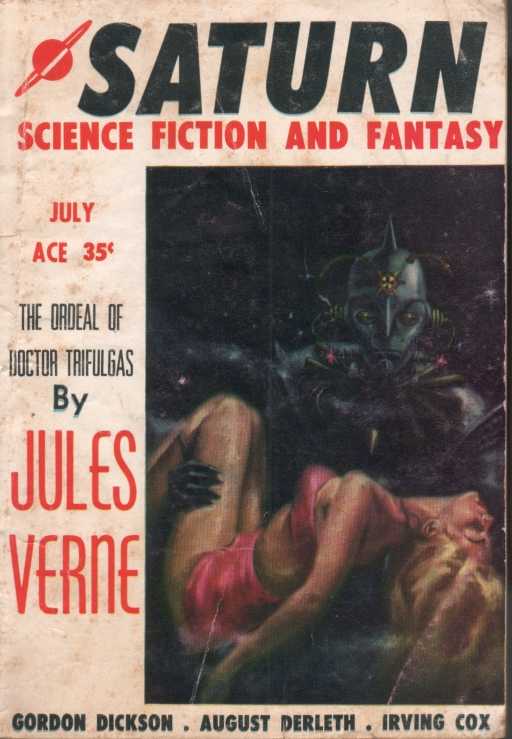 SATURN
SCIENCE FICTION AND FANTASY
JULY
ACE 35¢
THE ORDEAL OF
DOCTOR TRIFULGAS
By
JULES
VERNE
GORDON DICKSON . AUGUST DERLETH . IRVING COX